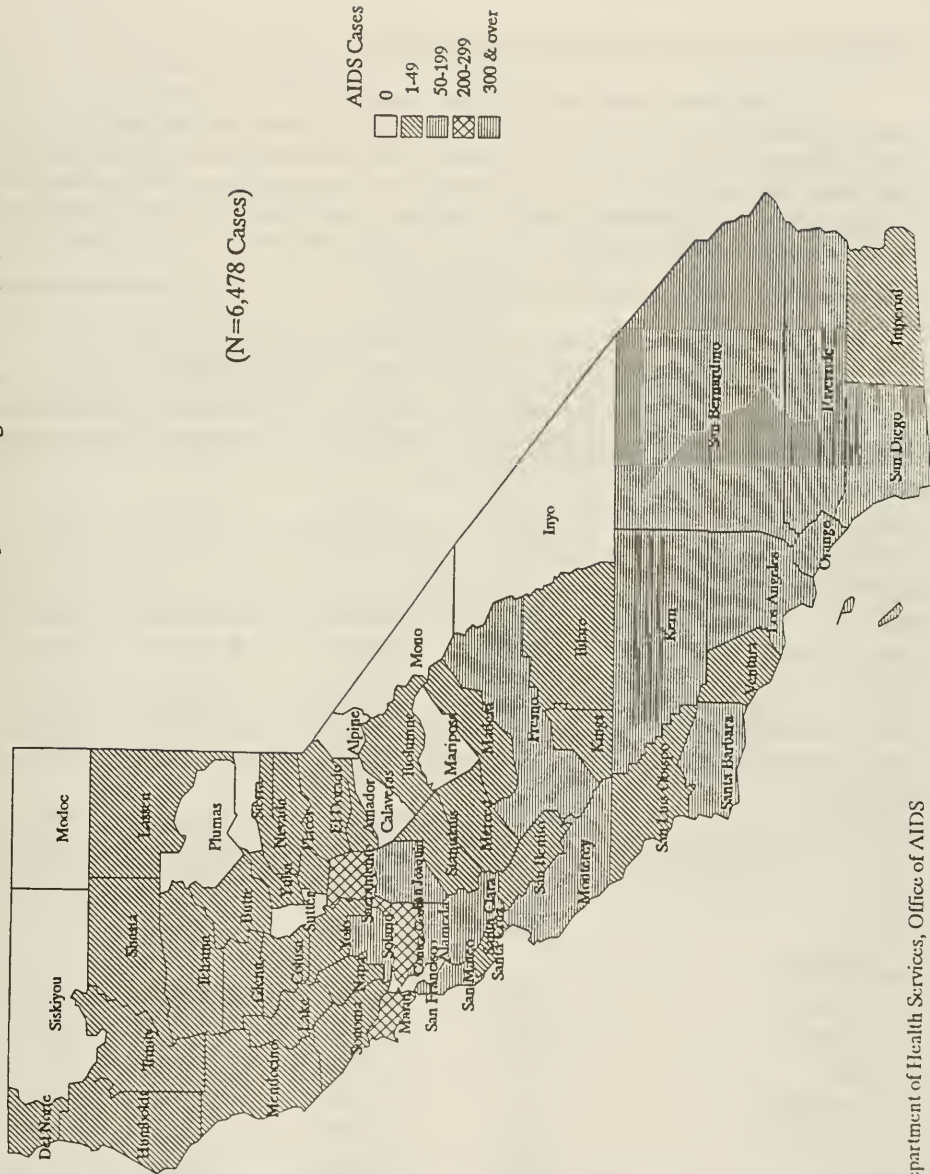 (N=6,478 Cases)
AIDS Cases
0
1-49
50-199
200-299
300 & over
Modoc
Siskiyou
Del Norte
Lassen
Shasta
Trinity
Humboldt
Plumas
Tehama
Sierra
Nevada
Placer
Butte
Yuba
Glenn
Colusa
Sutter
Lake
Mendocino
El Dorado
Alpine
Amador
Calaveras
Sacramento
Yolo
Napa
Sonoma
Solano
Marin
Contra Costa
San Joaquin
San Francisco
Alameda
San Mateo
Santa Clara
Santa Cruz
Stanislaus
Tuolumne
Mono
Mariposa
Merced
Madera
Inyo
Fresno
San Benito
Monterey
Kings
Tulare
San Luis Obispo
Kern
Santa Barbara
Ventura
Los Angeles
San Bernardino
Orange
Riverside
San Diego
Imperial
Department of Health Services, Office of AIDS